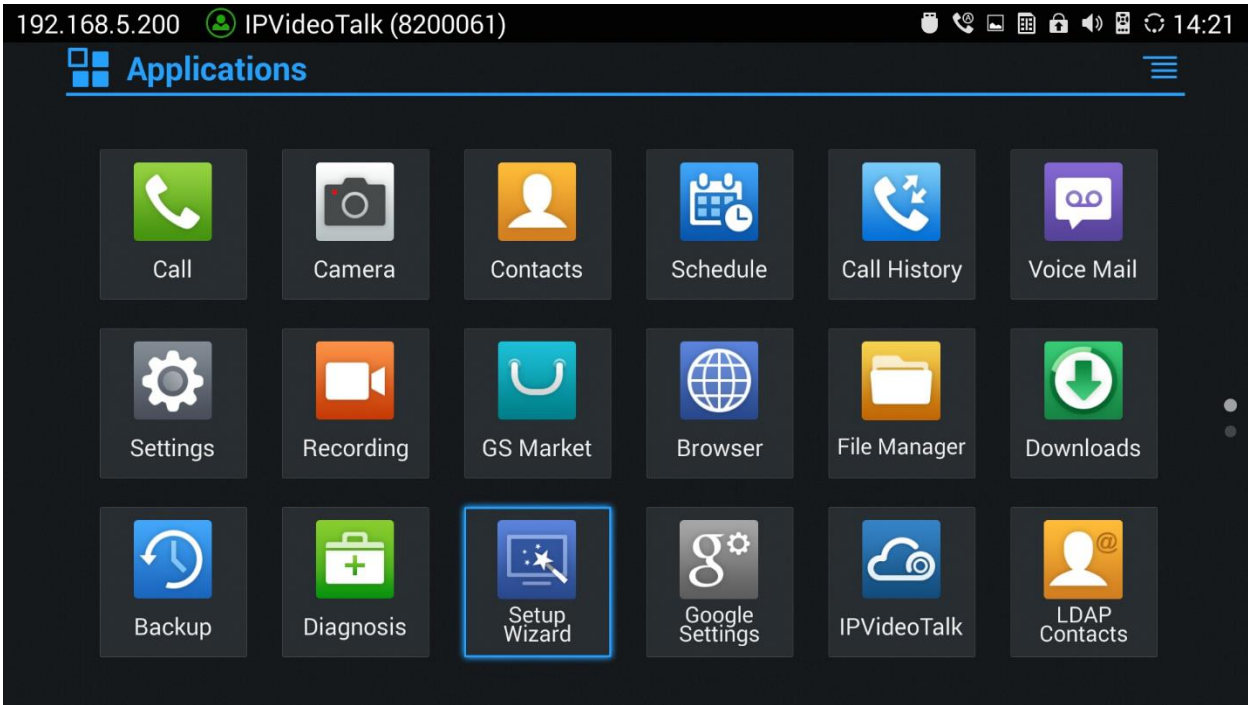 192.168.5.200 IPVideoTalk (8200061) 14:21
Applications
Call Camera Contacts Schedule Call History Voice Mail
Settings Recording GS Market Browser File Manager Downloads
Backup Diagnosis Setup Wizard Google Settings IPVideoTalk LDAP Contacts